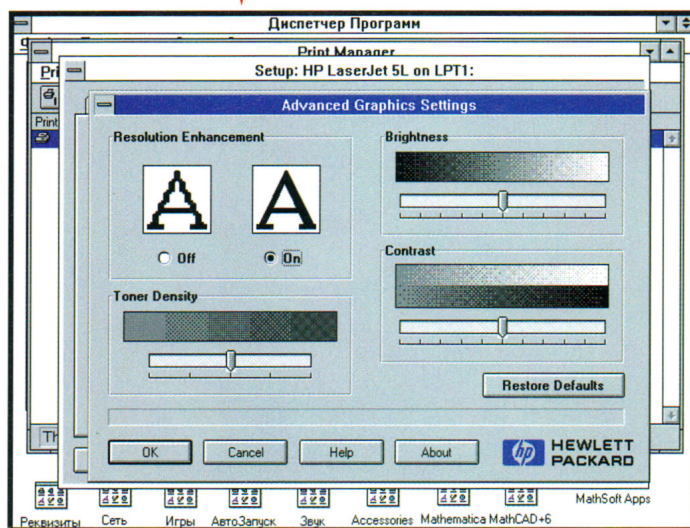 Диспетчер Программ
Print Manager
Setup: HP LaserJet 5L on LPT1:
Advanced Graphics Settings
Print
Resolution Enhancement
Off
On
Brightness
Contrast
Toner Density
Restore Defaults
OK
Cancel
Help
About
hp HEWLETT
PACKARD
Реквизиты
Сеть
Игры
АвтоЗапуск
Звук
Accessories
Mathematica
MathCAD+6
MathSoft Apps